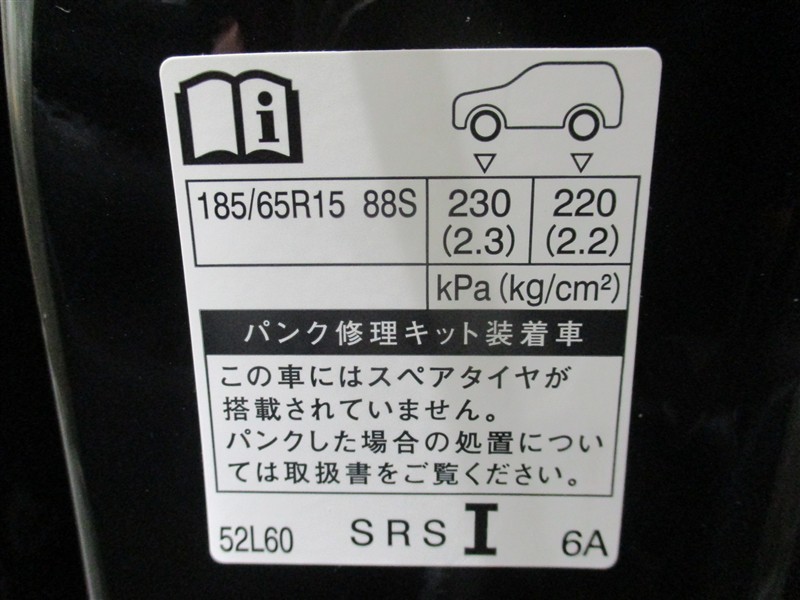 i
185/65R15 88S 230 (2.3) 220 (2.2)
kPa (kg/cm²)
パンク修理キット装着車
この車にはスペアタイヤが
搭載されていません。
パンクした場合の処置につい
ては取扱書をご覧ください。
52L60 SRS I 6A